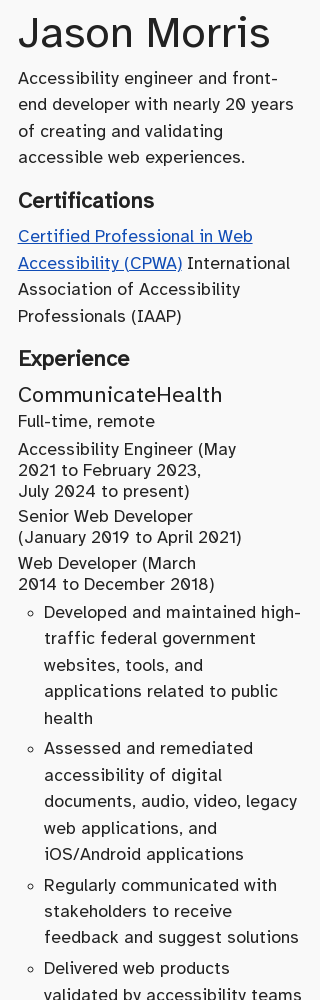 Jason Morris
Accessibility engineer and front-
end developer with nearly 20 years
of creating and validating
accessible web experiences.
Certifications
Certified Professional in Web
Accessibility (CPWA) International
Association of Accessibility
Professionals (IAAP)
Experience
CommunicateHealth
Full-time, remote
Accessibility Engineer (May
2021 to February 2023,
July 2024 to present)
Senior Web Developer
(January 2019 to April 2021)
Web Developer (March
2014 to December 2018)
Developed and maintained high-
traffic federal government
websites, tools, and
applications related to public
health
Assessed and remediated
accessibility of digital
documents, audio, video, legacy
web applications, and
iOS/Android applications
Regularly communicated with
stakeholders to receive
feedback and suggest solutions
Delivered web products
validated by accessibility teams